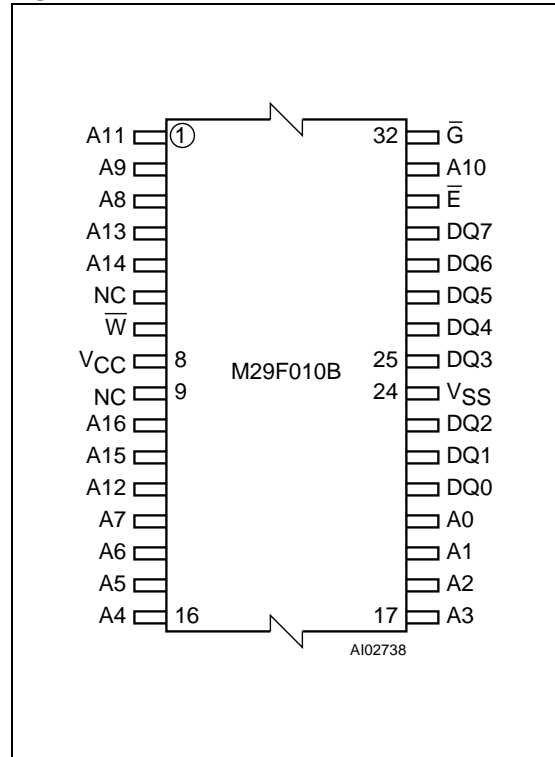 A11 ① 32 G̅
A9 A10
A8 E̅
A13 DQ7
A14 DQ6
NC DQ5
W̅ DQ4
VCC 8 M29F010B 25 DQ3
NC 9 24 VSS
A16 DQ2
A15 DQ1
A12 DQ0
A7 A0
A6 A1
A5 A2
A4 16 17 A3
AI02738